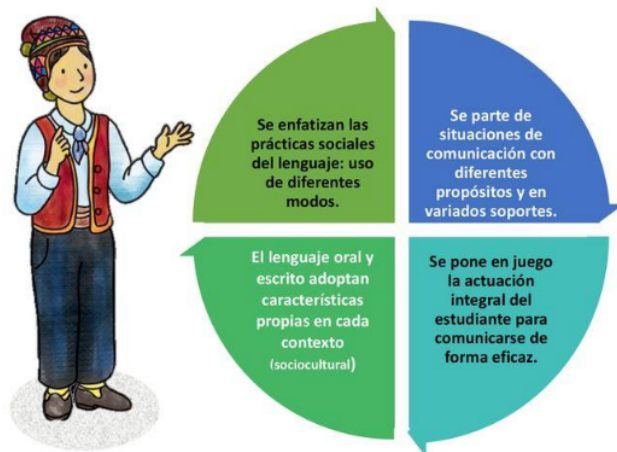 Se enfatizan las
prácticas sociales
del lenguaje: uso
de diferentes
modos.
Se parte de
situaciones de
comunicación con
diferentes
propósitos y en
variados soportes.
El lenguaje oral y
escrito adoptan
características
propias en cada
contexto
(sociocultural)
Se pone en juego
la actuación
integral del
estudiante para
comunicarse de
forma eficaz.